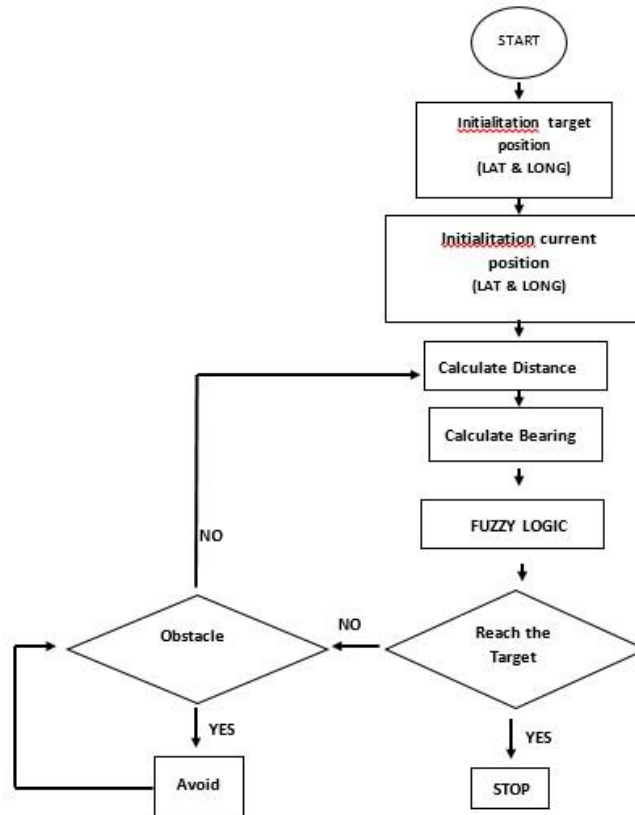 START
Initialitation target
position
(LAT & LONG)
Initialitation current
position
(LAT & LONG)
Calculate Distance
Calculate Bearing
FUZZY LOGIC
NO
Obstacle
NO
Reach the
Target
YES
YES
Avoid
STOP